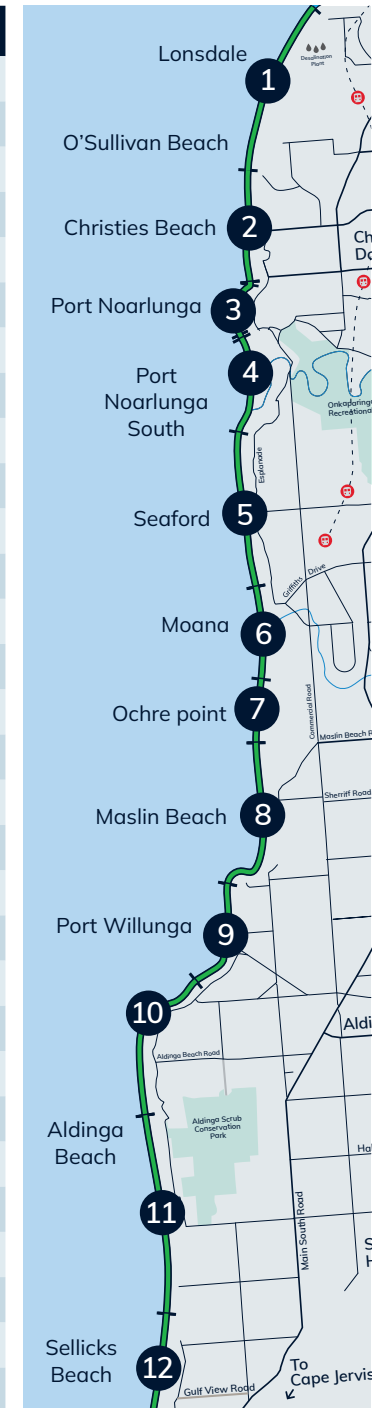 Lonsdale
Desalination
Plant
1
O'Sullivan Beach
Christies Beach
2
Port Noarlunga
3
Port
Noarlunga
South
4
Onkaparinga
Recreational
Esplanade
Seaford
5
Griffiths Drive
Moana
6
Commercial Road
Ochre point
7
Maslin Beach R
Sherriff Road
Maslin Beach
8
Port Willunga
9
10
Aldinga Beach Road
Aldinga Scrub
Conservation
Park
Aldinga
Beach
11
Main South Road
Sellicks
Beach
12
Gulf View Road
To
Cape Jervis